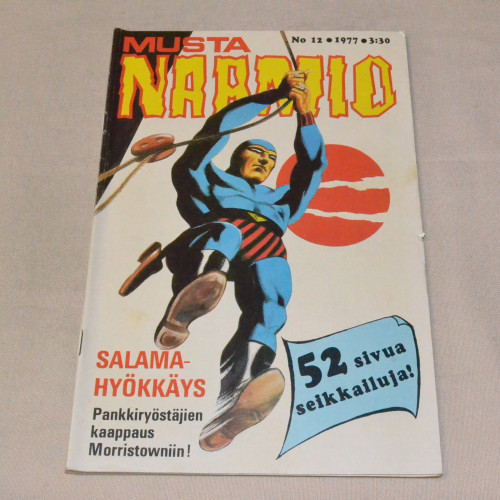 MUSTA
No 12 • 1977 • 3:30
NAAMIO
52 sivua
seikkailuja!
SALAMA-
HYÖKKÄYS
Pankkiryöstäjien
kaappaus
Morristowniin!